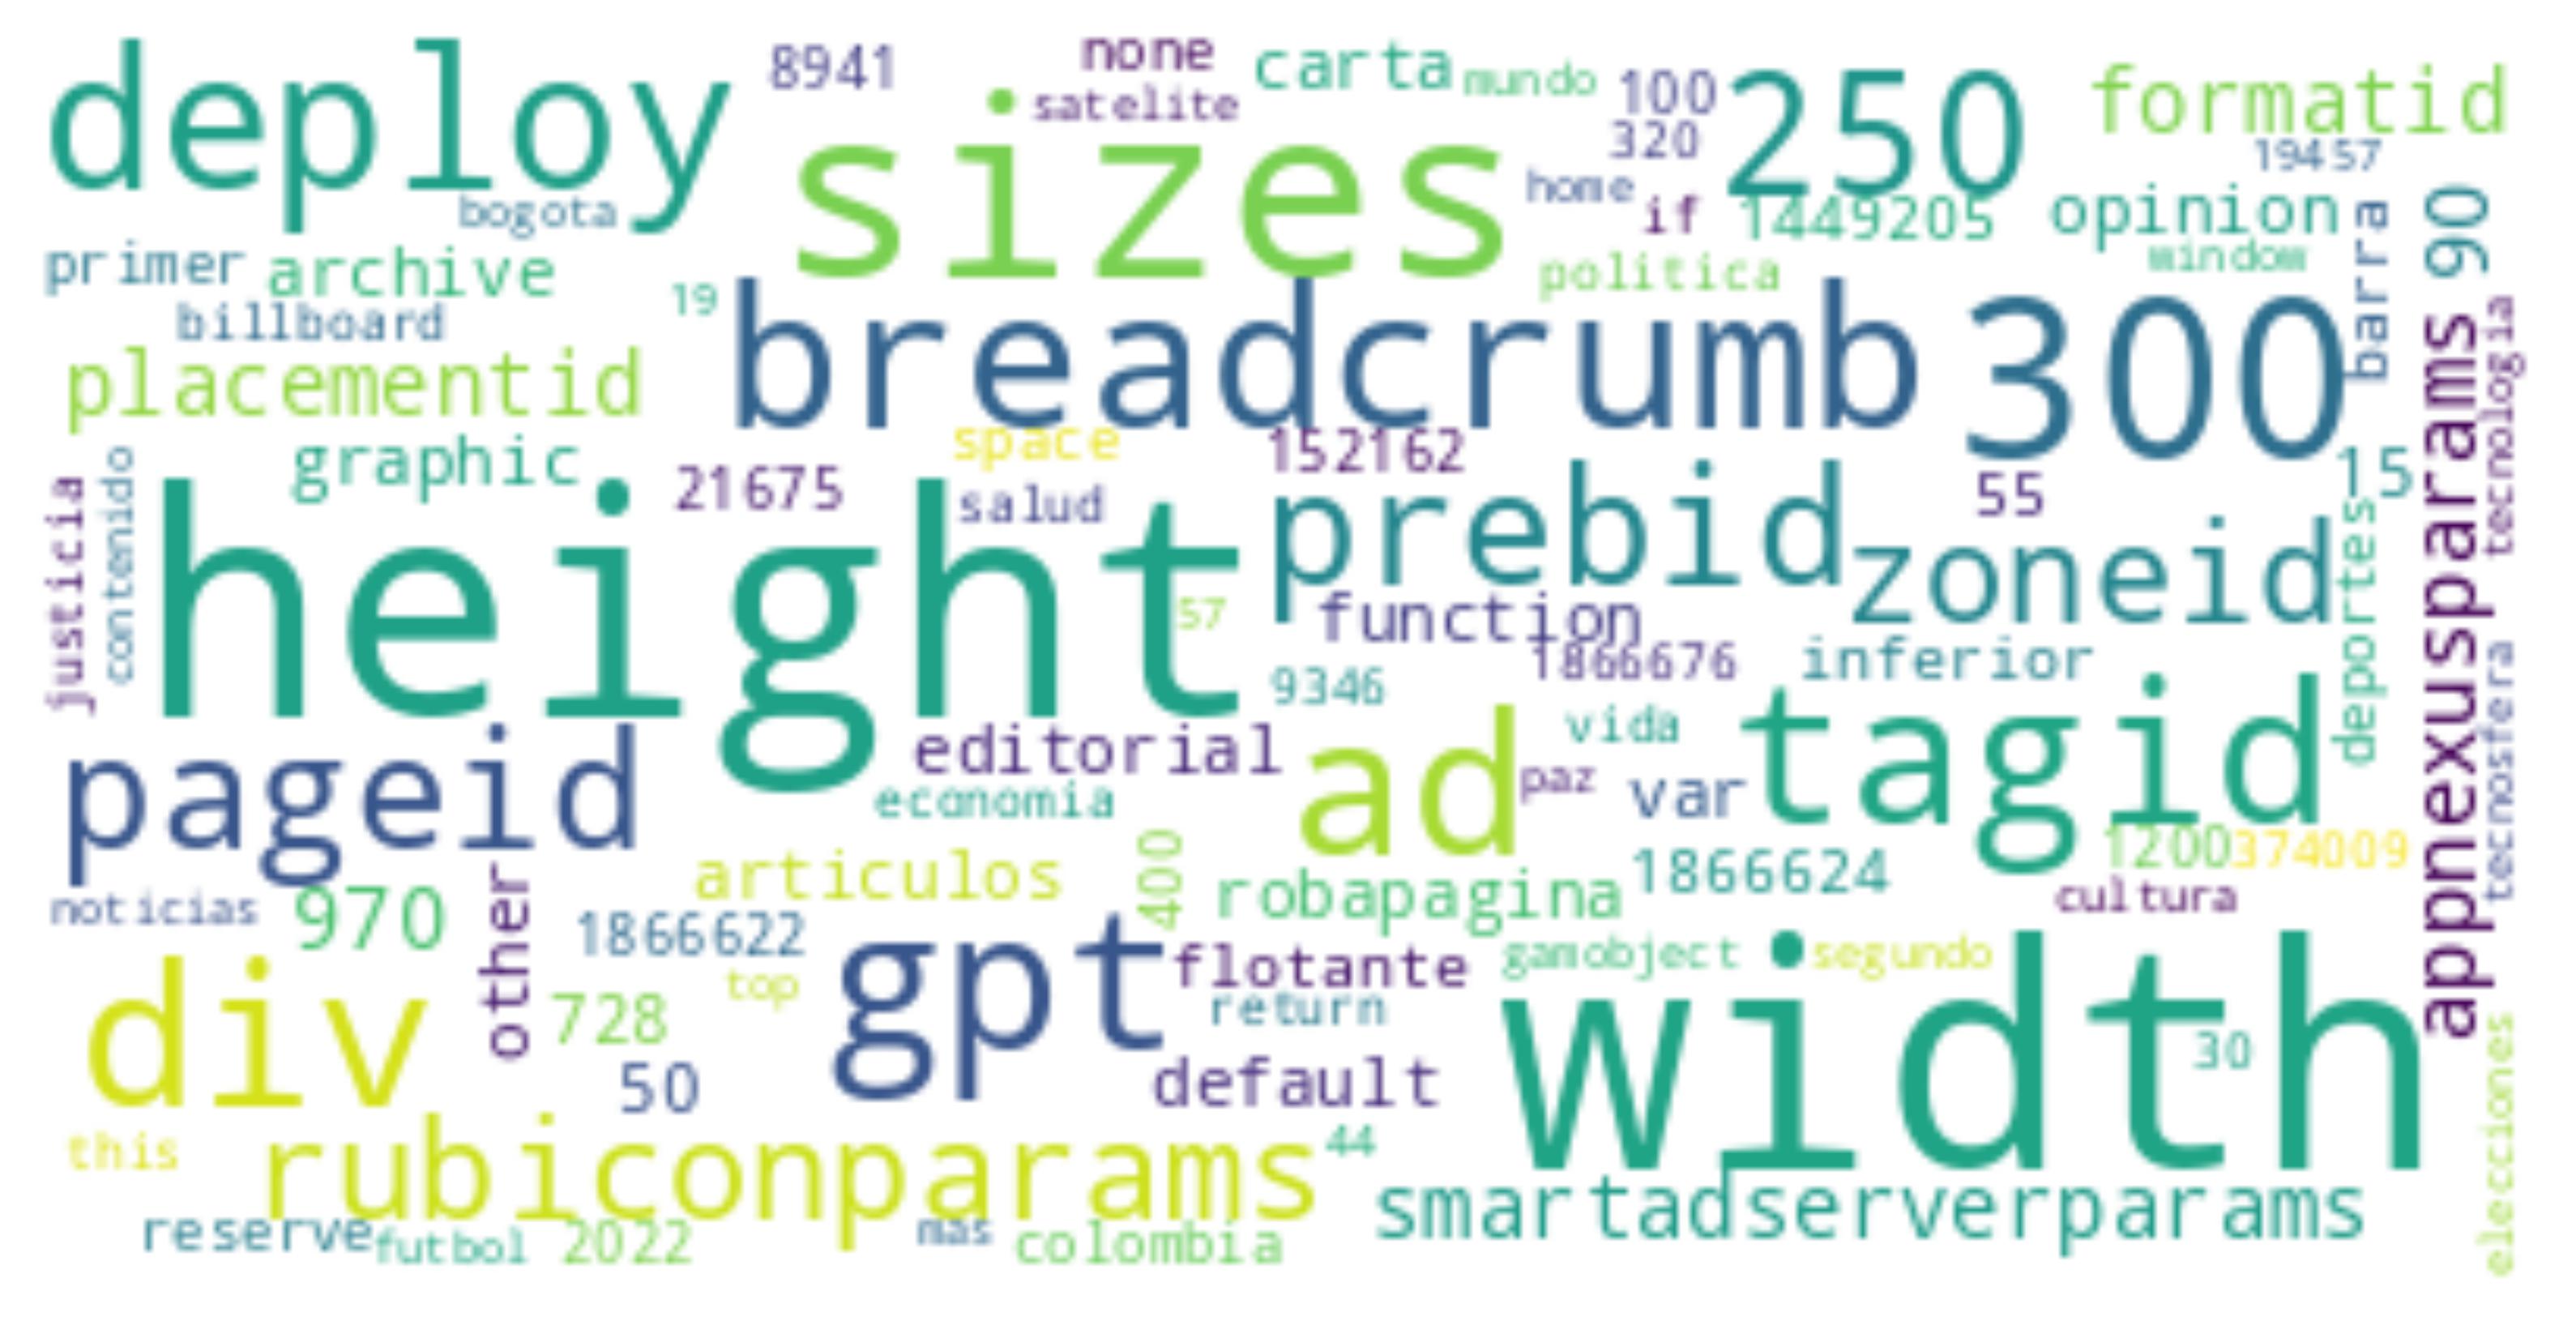 deploy
8941
none
carta
mundo
100
250
formatid
satelite
320
19457
sizes
home
if
1449205
opinion
barra
90
bogota
primer
archive
19
politica
window
billboard
breadcrumb
300
appnexusparams
tecnologia
placementid
graphic
space
152162
15
justicia
contenido
21675
salud
prebid
55
zoneid
deportes
height
57
function
1866676
inferior
9346
tecnosfera
pageid
editorial
vida
tagid
economia
ad
paz
var
1200
374009
articulos
400
robapagina
1866624
cultura
noticias
970
other
1866622
gpt
flotante
gamobject
segundo
width
div
728
top
return
30
50
default
elecciones
this
rubiconparams
44
smartadserverparams
reserve
futbol
2022
mas
colombia